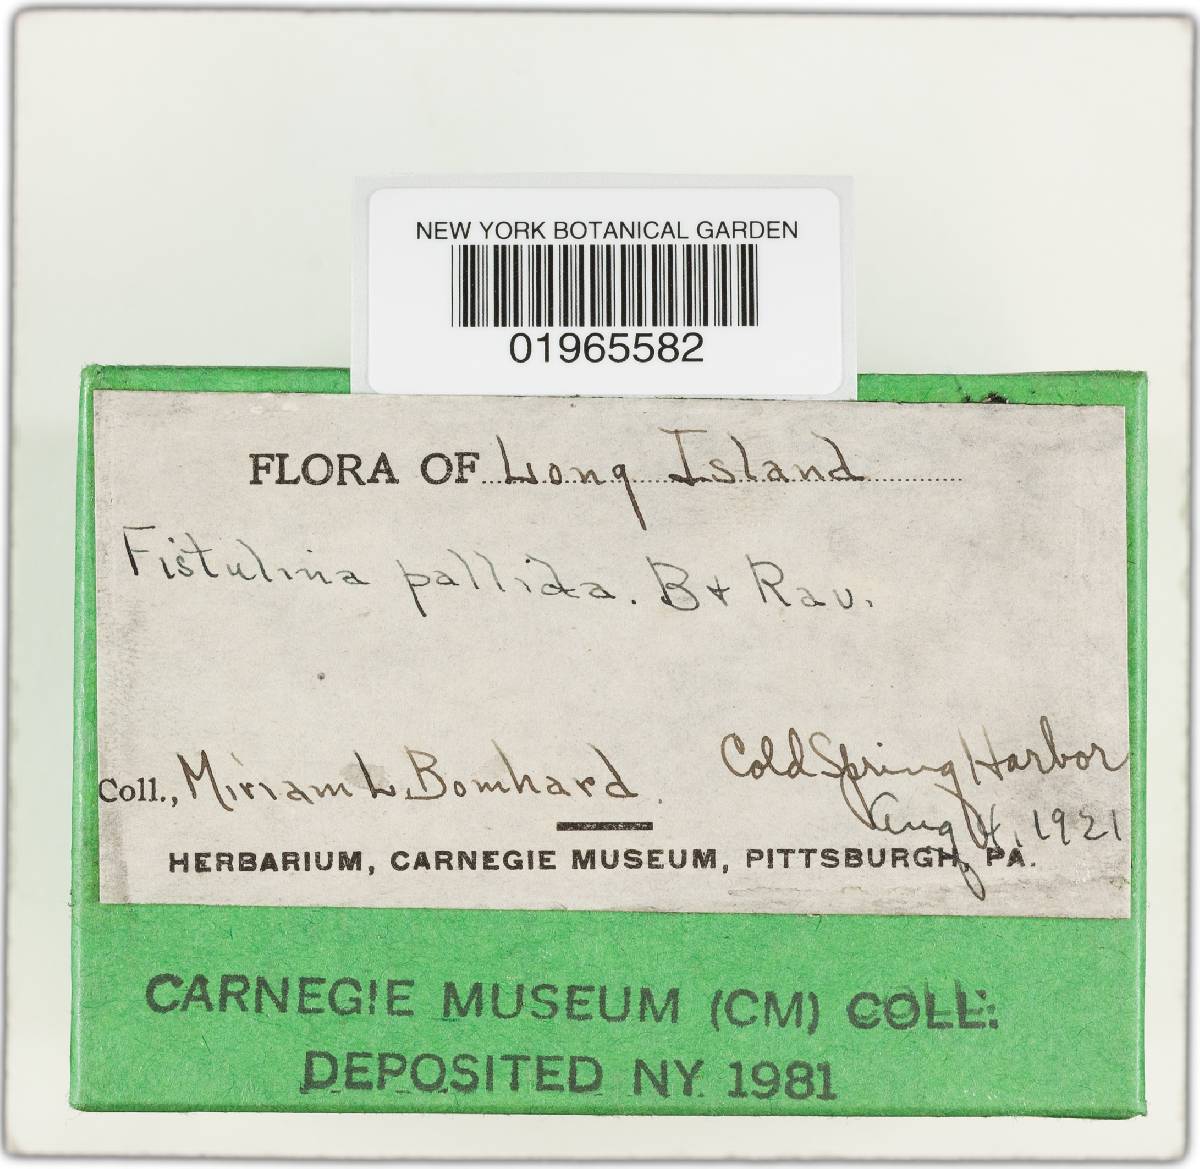 NEW YORK BOTANICAL GARDEN
01965582
FLORA OF Long Island
Fistulina pallida. B & Rav.
Coll., Miriam L. Bomhard.
Cold Spring Harbor
Aug 4, 1921
HERBARIUM, CARNEGIE MUSEUM, PITTSBURGH, PA.
CARNEGIE MUSEUM (CM) COLL.
DEPOSITED NY 1981